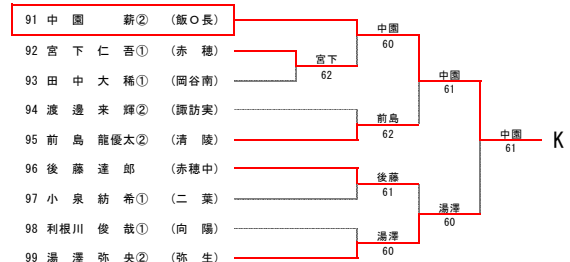 91 中 園 薪② (飯О長)
92 宮 下 仁 吾① (赤 穂)
93 田 中 大 稀① (岡谷南)
94 渡 邊 来 輝② (諏訪実)
95 前 島 龍優太② (清 陵)
96 後 藤 達 郎 (赤穂中)
97 小 泉 紡 希① (二 葉)
98 利根川 俊 哉① (向 陽)
99 湯 澤 弥 央② (弥 生)
宮下
62
中園
60
前島
62
後藤
61
湯澤
60
中園
61
湯澤
60
中園
61
K